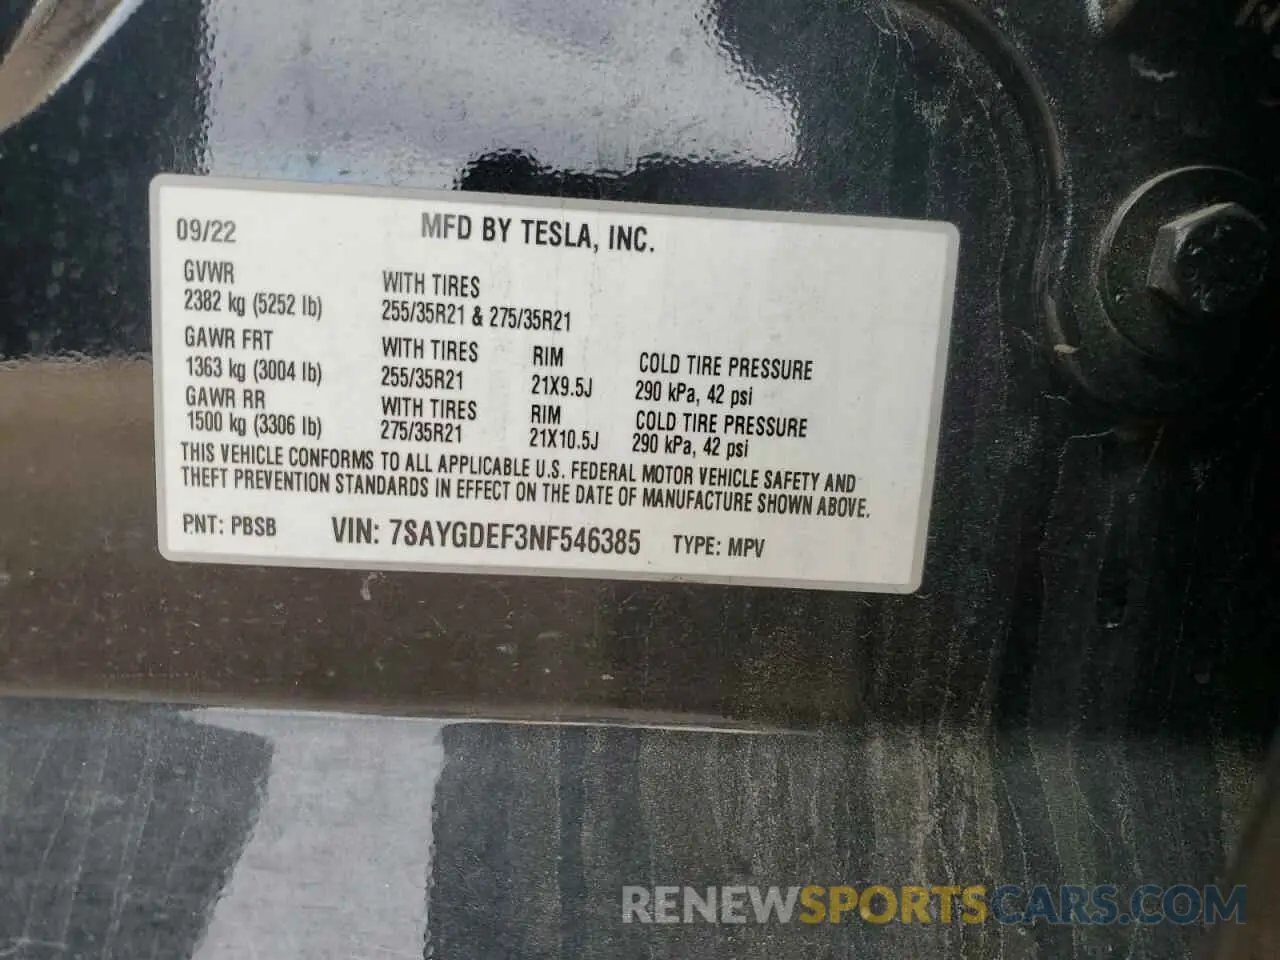 09/22 MFD BY TESLA, INC.
GVWR WITH TIRES
2382 kg (5252 lb) 255/35R21 & 275/35R21
GAWR FRT WITH TIRES RIM COLD TIRE PRESSURE
1363 kg (3004 lb) 255/35R21 21X9.5J 290 kPa, 42 psi
GAWR RR WITH TIRES RIM COLD TIRE PRESSURE
1500 kg (3306 lb) 275/35R21 21X10.5J 290 kPa, 42 psi
THIS VEHICLE CONFORMS TO ALL APPLICABLE U.S. FEDERAL MOTOR VEHICLE SAFETY AND
THEFT PREVENTION STANDARDS IN EFFECT ON THE DATE OF MANUFACTURE SHOWN ABOVE.
PNT: PBSB VIN: 7SAYGDEF3NF546385 TYPE: MPV
RENEWSPORTSCARS.COM